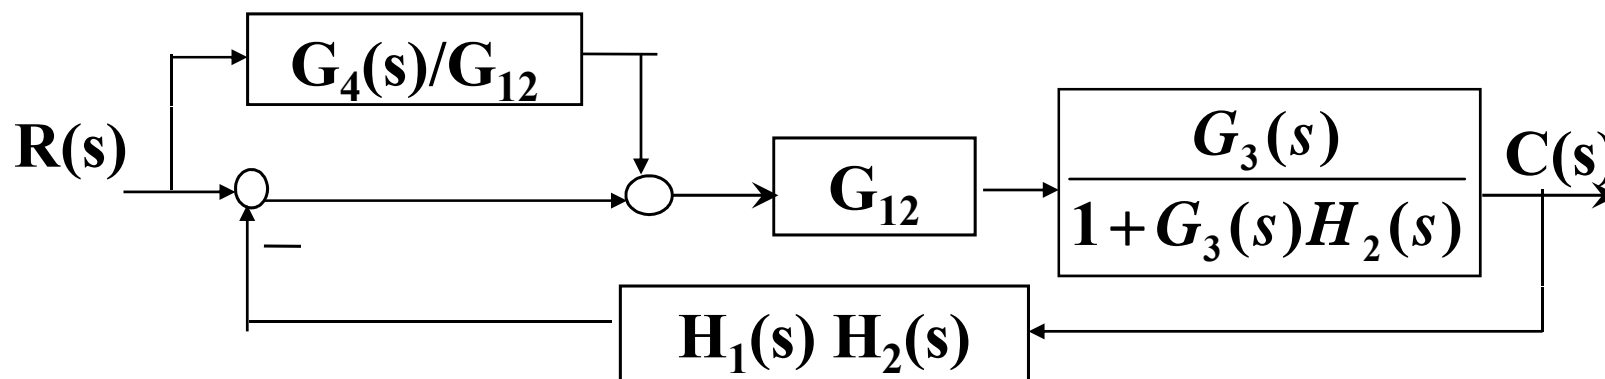 G₄(s)/G₁₂
R(s)
G₁₂
G₃(s)
1+G₃(s)H₂(s)
C(s)
–
H₁(s) H₂(s)